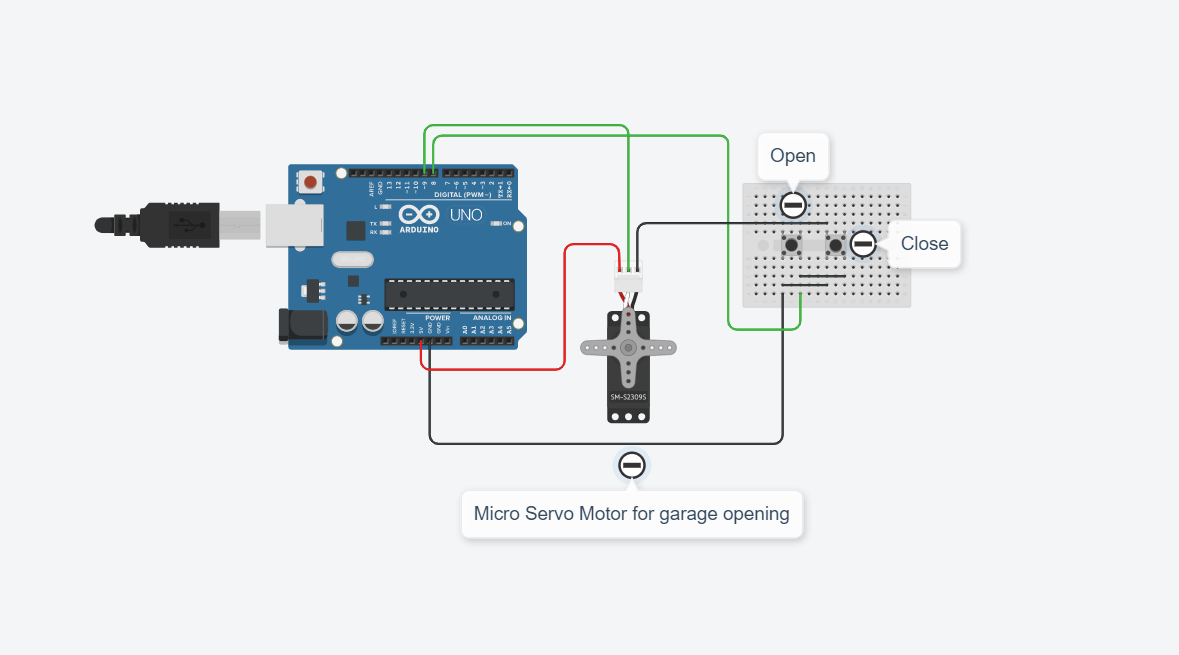 Open
Close
AREF
GND
13
12
~11
~10
~9
8
7
~6
~5
4
~3
2
TX→1
RX←0
DIGITAL (PWM~)
L
TX
RX
UNO
ON
ARDUINO
POWER
ANALOG IN
IOREF
RESET
3.3V
5V
GND
GND
Vin
A0
A1
A2
A3
A4
A5
SM-S2309S
Micro Servo Motor for garage opening